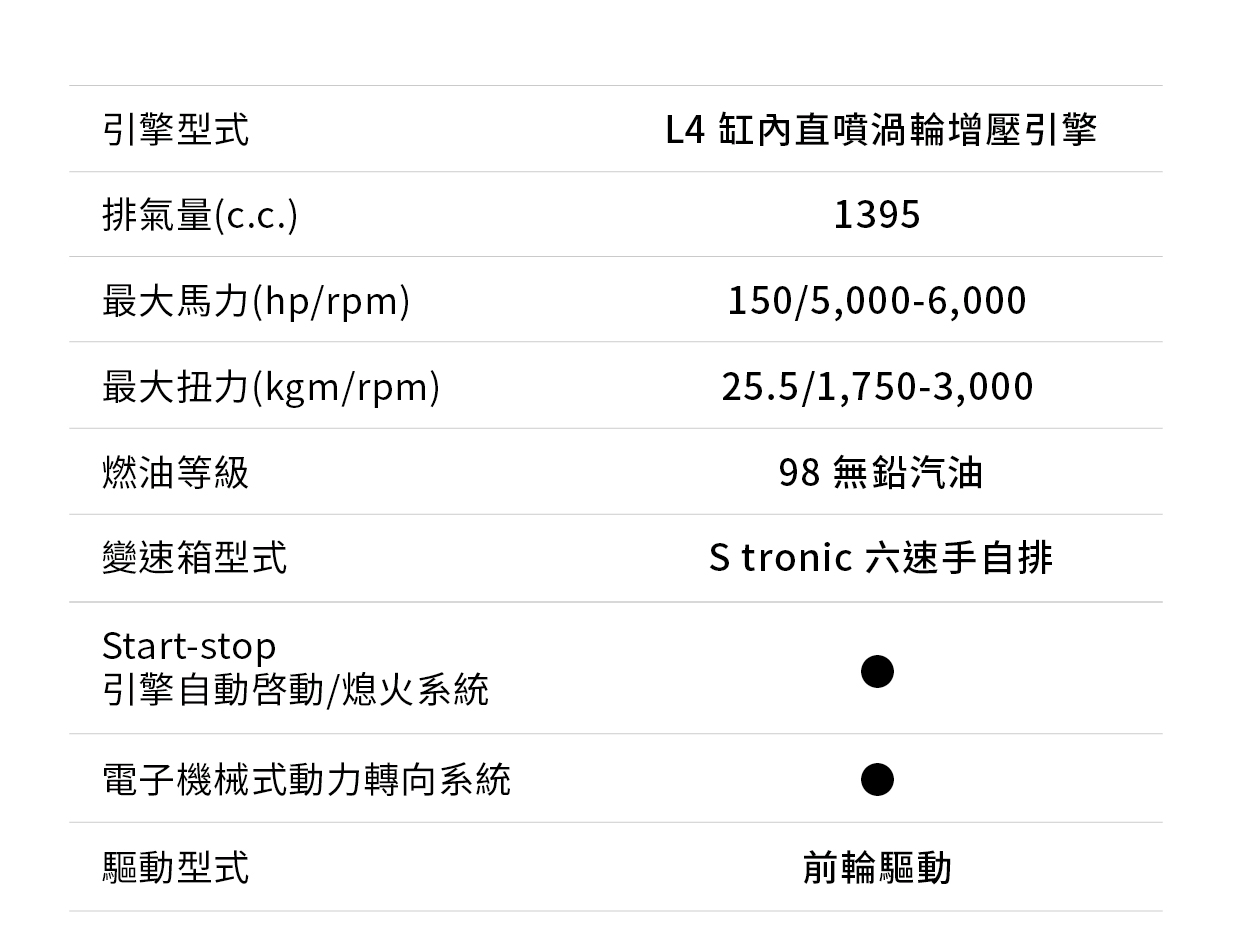 引擎型式 L4 缸內直噴渦輪增壓引擎
排氣量(c.c.) 1395
最大馬力(hp/rpm) 150/5,000-6,000
最大扭力(kgm/rpm) 25.5/1,750-3,000
燃油等級 98 無鉛汽油
變速箱型式 S tronic 六速手自排
Start-stop
引擎自動啓動/熄火系統 ●
電子機械式動力轉向系統 ●
驅動型式 前輪驅動